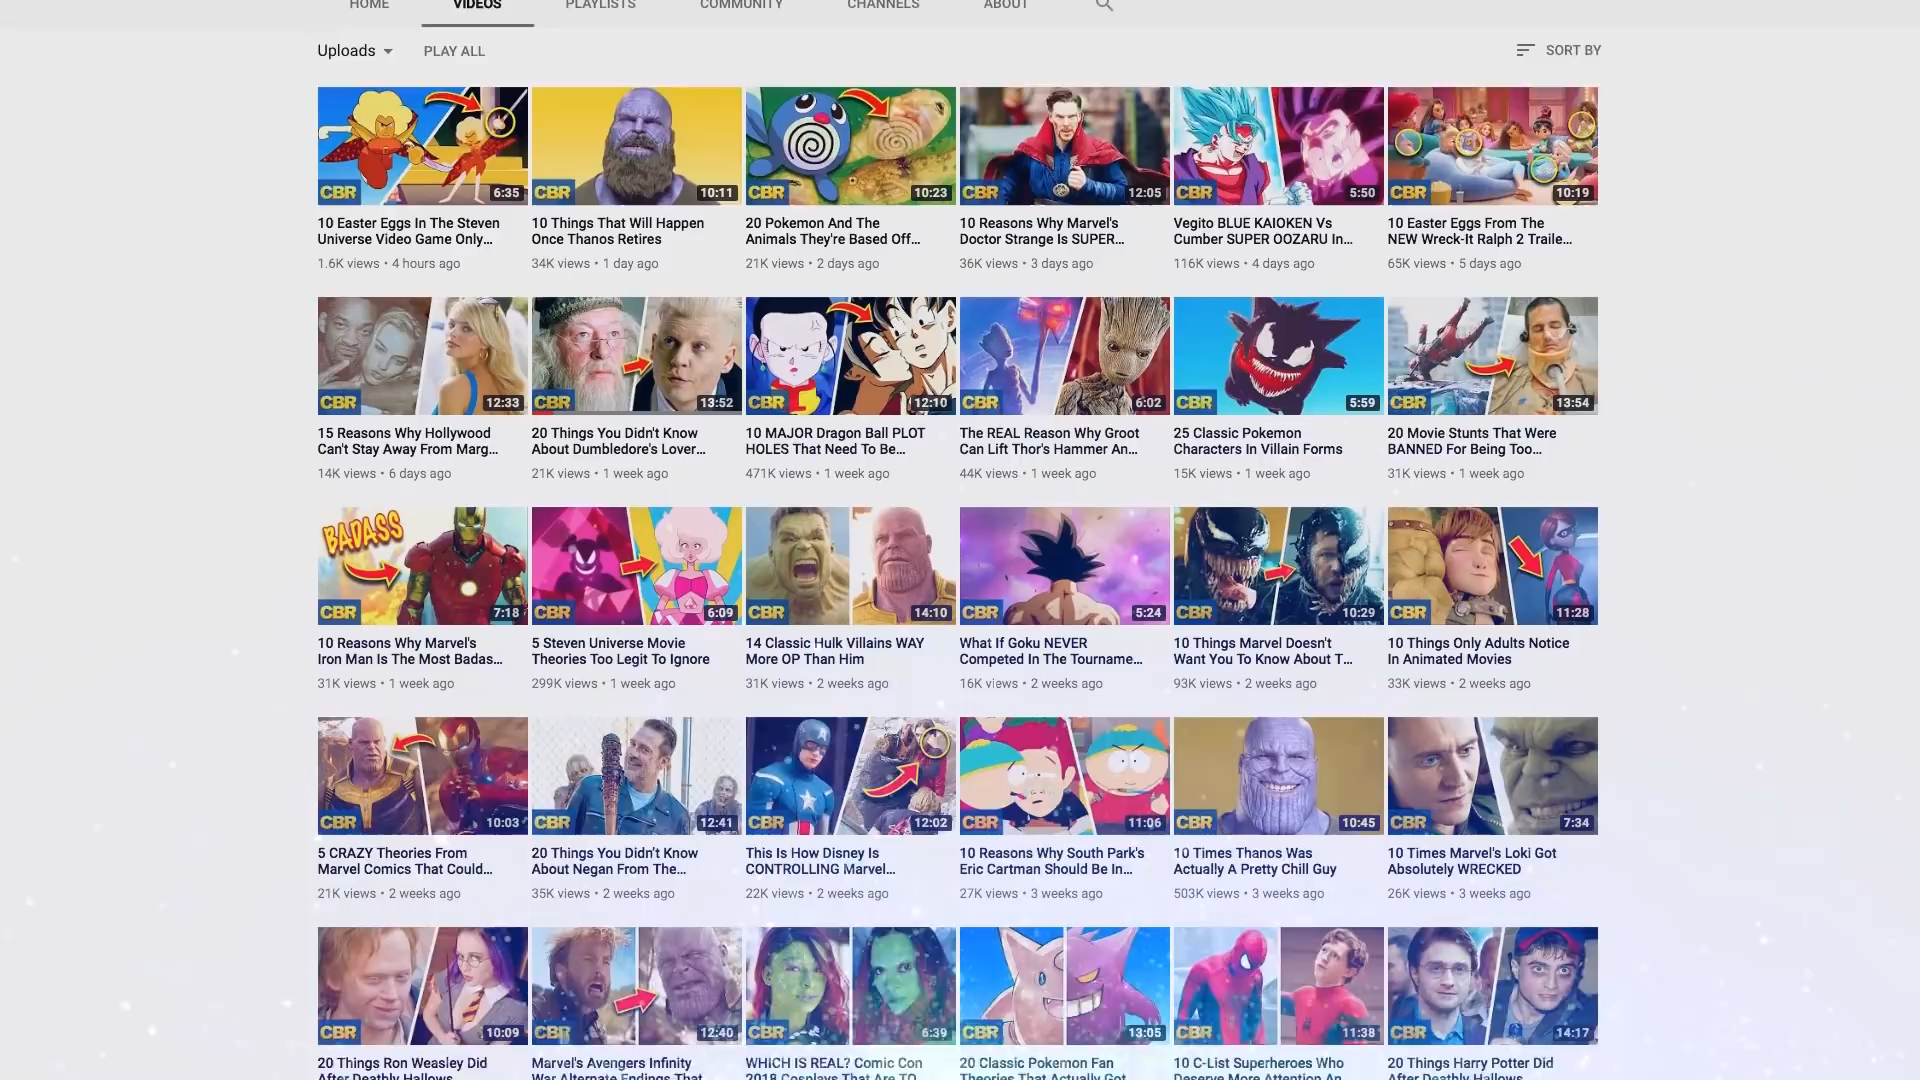 HOME VIDEOS PLAYLISTS COMMUNITY CHANNELS ABOUT
Uploads PLAY ALL SORT BY
CBR 6:35
10 Easter Eggs In The Steven
Universe Video Game Only...
1.6K views • 4 hours ago
CBR 10:11
10 Things That Will Happen
Once Thanos Retires
34K views • 1 day ago
CBR 10:23
20 Pokemon And The
Animals They're Based Off...
21K views • 2 days ago
CBR 12:05
10 Reasons Why Marvel's
Doctor Strange Is SUPER...
36K views • 3 days ago
CBR 5:50
Vegito BLUE KAIOKEN Vs
Cumber SUPER OOZARU In...
116K views • 4 days ago
CBR 10:19
10 Easter Eggs From The
NEW Wreck-It Ralph 2 Traile...
65K views • 5 days ago
CBR 12:33
15 Reasons Why Hollywood
Can't Stay Away From Marg...
14K views • 6 days ago
CBR 13:52
20 Things You Didn't Know
About Dumbledore's Lover...
21K views • 1 week ago
CBR 12:10
10 MAJOR Dragon Ball PLOT
HOLES That Need To Be...
471K views • 1 week ago
CBR 6:02
The REAL Reason Why Groot
Can Lift Thor's Hammer An...
44K views • 1 week ago
CBR 5:59
25 Classic Pokemon
Characters In Villain Forms
15K views • 1 week ago
CBR 13:54
20 Movie Stunts That Were
BANNED For Being Too...
31K views • 1 week ago
BADASS
CBR 7:18
10 Reasons Why Marvel's
Iron Man Is The Most Badas...
31K views • 1 week ago
CBR 6:09
5 Steven Universe Movie
Theories Too Legit To Ignore
299K views • 1 week ago
CBR 14:10
14 Classic Hulk Villains WAY
More OP Than Him
31K views • 2 weeks ago
CBR 5:24
What If Goku NEVER
Competed In The Tourname...
16K views • 2 weeks ago
CBR 10:29
10 Things Marvel Doesn't
Want You To Know About T...
93K views • 2 weeks ago
CBR 11:28
10 Things Only Adults Notice
In Animated Movies
33K views • 2 weeks ago
CBR 10:03
5 CRAZY Theories From
Marvel Comics That Could...
21K views • 2 weeks ago
CBR 12:41
20 Things You Didn't Know
About Negan From The...
35K views • 2 weeks ago
CBR 12:02
This Is How Disney Is
CONTROLLING Marvel...
22K views • 2 weeks ago
CBR 11:06
10 Reasons Why South Park's
Eric Cartman Should Be In...
27K views • 3 weeks ago
CBR 10:45
10 Times Thanos Was
Actually A Pretty Chill Guy
503K views • 3 weeks ago
CBR 7:34
10 Times Marvel's Loki Got
Absolutely WRECKED
26K views • 3 weeks ago
CBR 10:09
20 Things Ron Weasley Did
After Deathly Hallows
CBR 12:40
Marvel's Avengers Infinity
War Alternate Endings That
CBR 6:39
WHICH IS REAL? Comic Con
2018 Cosplays That Are TO
CBR 13:05
20 Classic Pokemon Fan
Theories That Actually Got
CBR 11:38
10 C-List Superheroes Who
Deserve More Attention An
CBR 14:17
20 Things Harry Potter Did
After Deathly Hallows